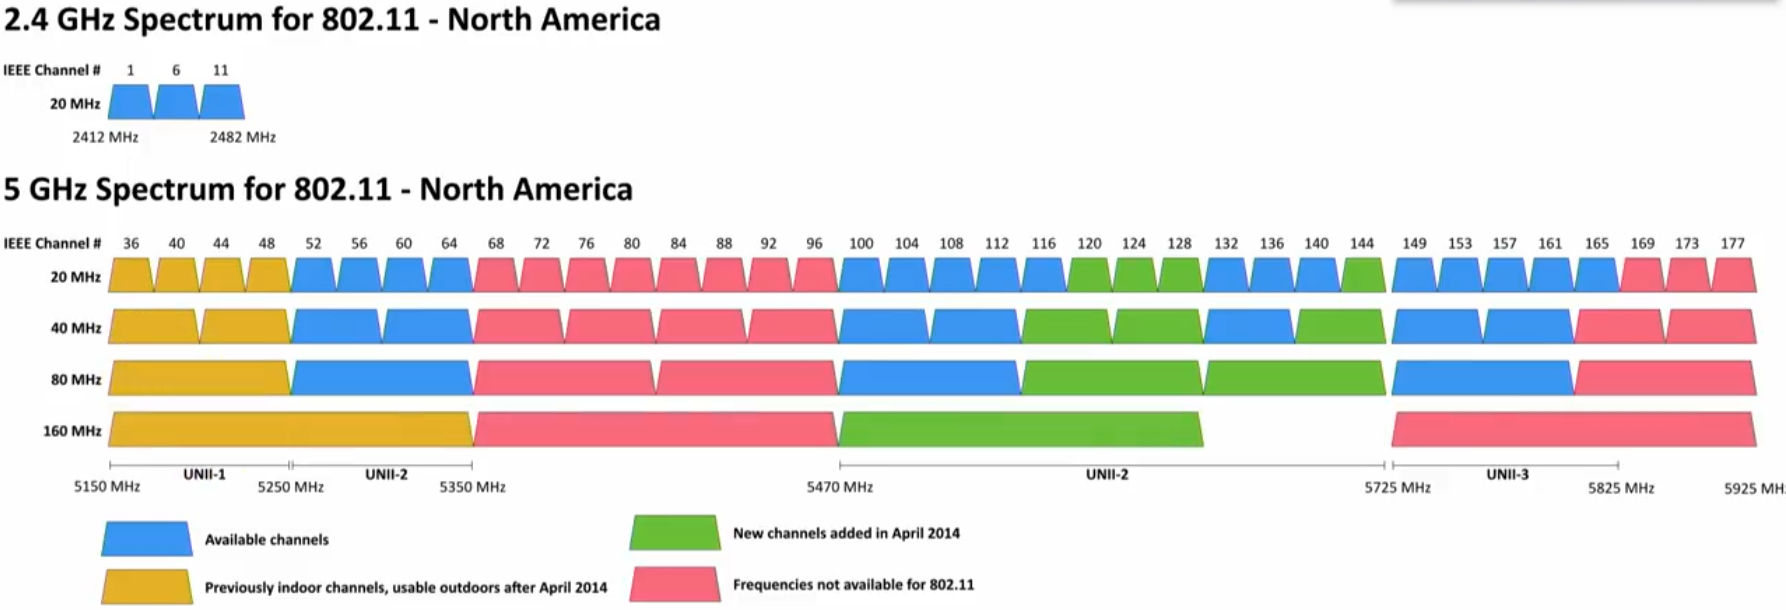 2.4 GHz Spectrum for 802.11 - North America
IEEE Channel # 1 6 11
20 MHz
2412 MHz 2482 MHz
5 GHz Spectrum for 802.11 - North America
IEEE Channel # 36 40 44 48 52 56 60 64 68 72 76 80 84 88 92 96 100 104 108 112 116 120 124 128 132 136 140 144 149 153 157 161 165 169 173 177
20 MHz
40 MHz
80 MHz
160 MHz
UNII-1 UNII-2 UNII-2 UNII-3
5150 MHz 5250 MHz 5350 MHz 5470 MHz 5725 MHz 5825 MHz 5925 MH
Available channels
New channels added in April 2014
Previously indoor channels, usable outdoors after April 2014
Frequencies not available for 802.11